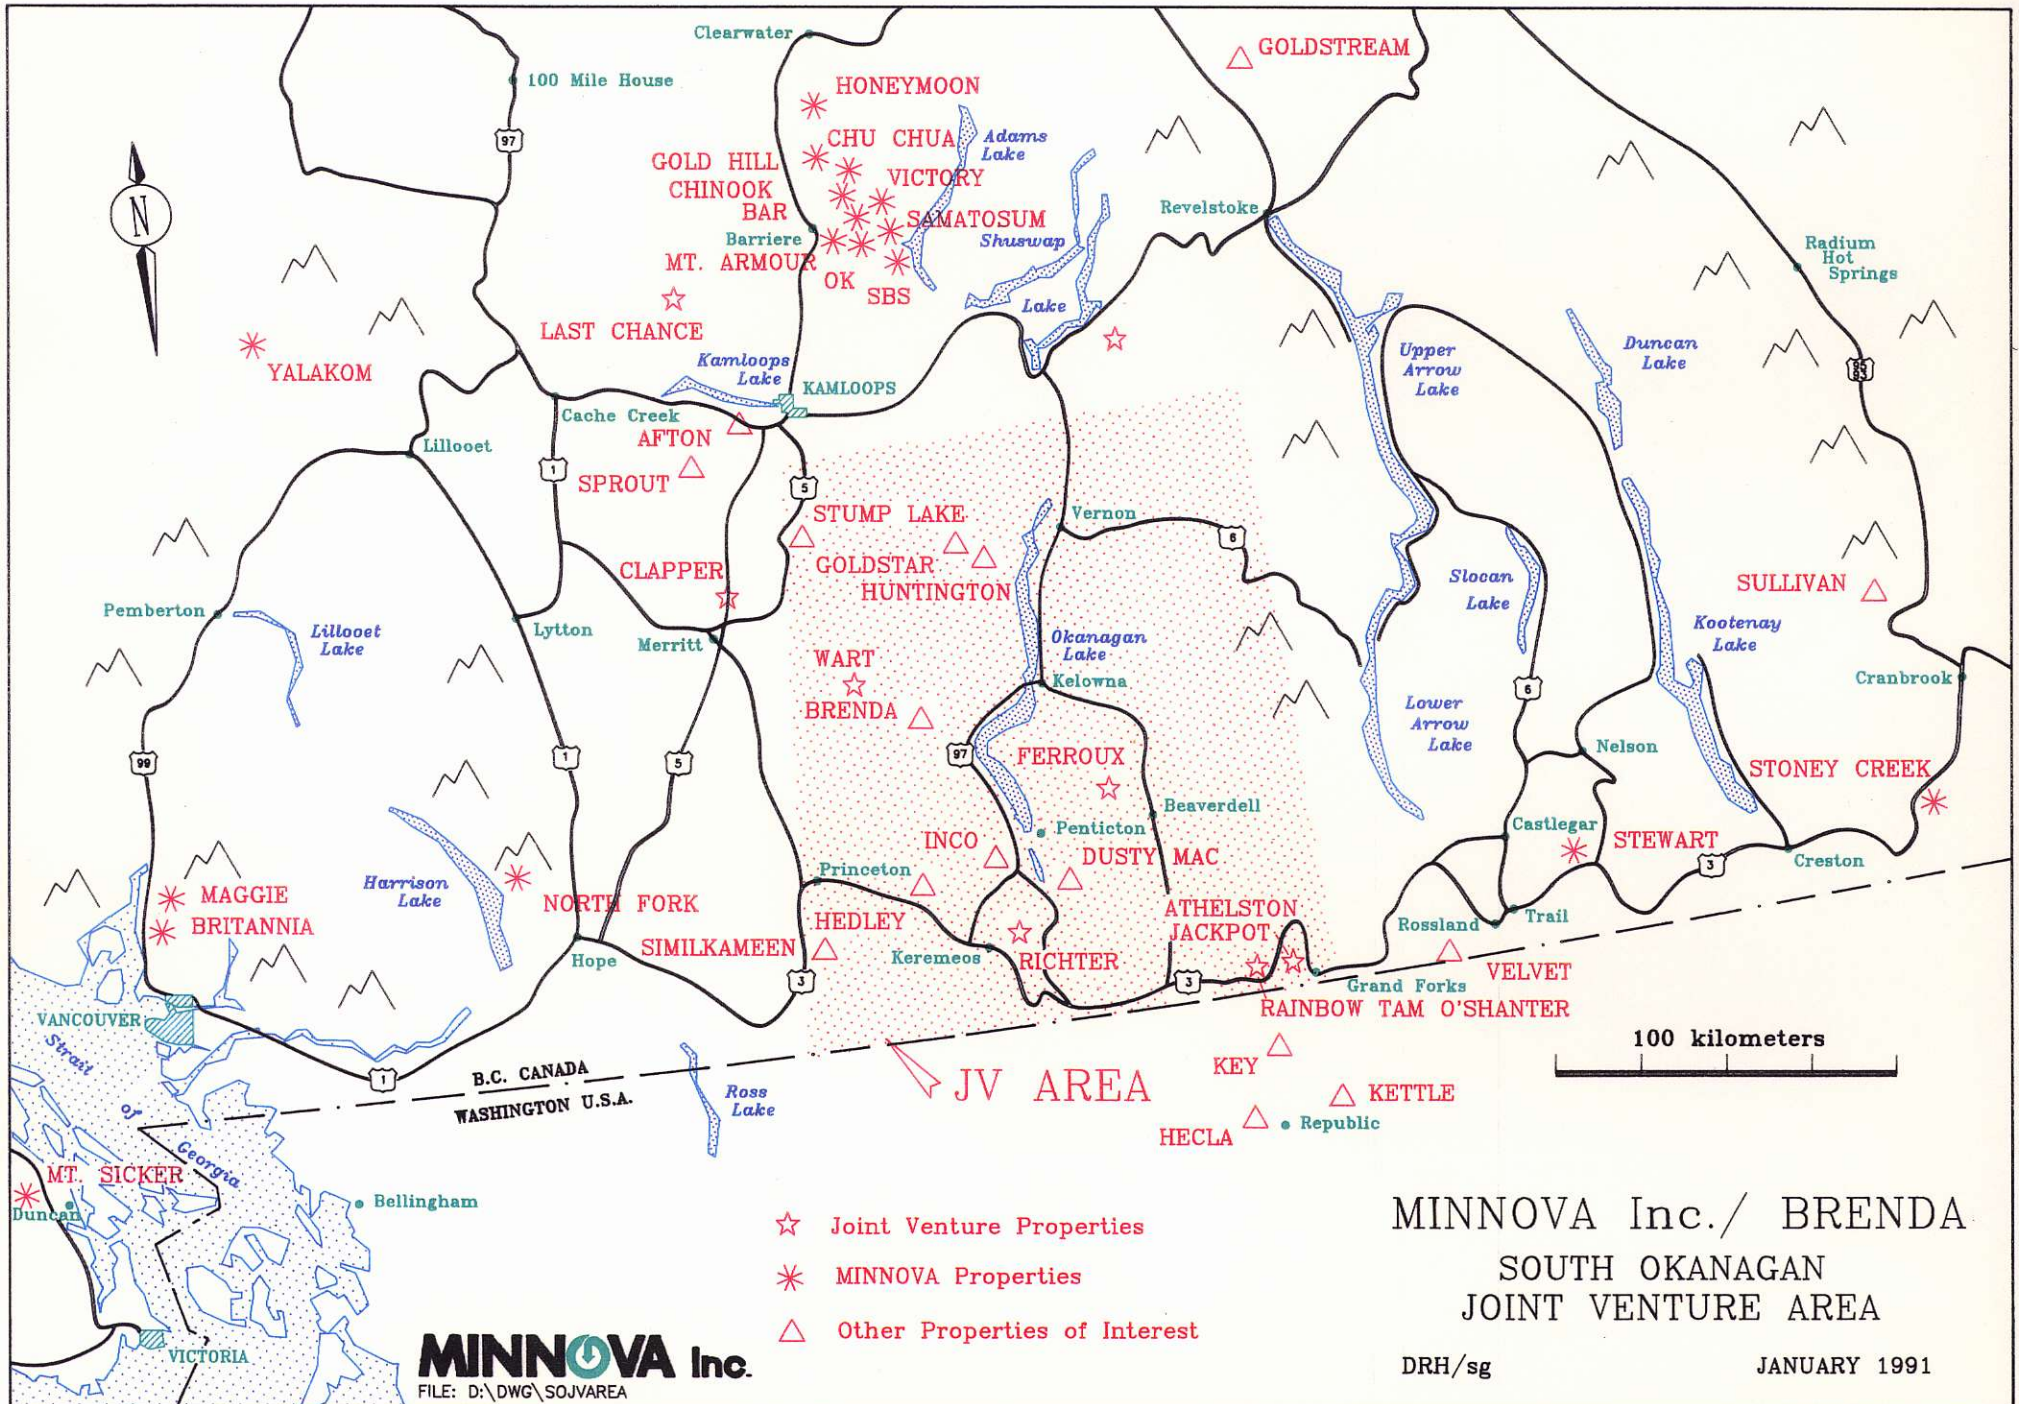 Clearwater
GOLDSTREAM
100 Mile House
HONEYMOON
97
CHU CHUA
Adams
Lake
GOLD HILL
VICTORY
CHINOOK
BAR
SAMATOSUM
Revelstoke
Barriere
Shuswap
Lake
MT. ARMOUR
OK
SBS
Radium
Hot
Springs
N
LAST CHANCE
YALAKOM
Kamloops
Lake
KAMLOOPS
Upper
Arrow
Lake
Duncan
Lake
95
93
Cache Creek
AFTON
Lillooet
1
SPROUT
5
STUMP LAKE
Vernon
6
GOLDSTAR
HUNTINGTON
CLAPPER
Slocan
Lake
SULLIVAN
Pemberton
Lillooet
Lake
Lytton
Merritt
Okanagan
Lake
Kootenay
Lake
WART
Kelowna
6
Cranbrook
BRENDA
Lower
Arrow
Lake
99
1
5
97
FERROUX
Nelson
STONEY CREEK
Beaverdell
Penticton
Castlegar
STEWART
INCO
DUSTY MAC
3
Creston
Princeton
Harrison
Lake
MAGGIE
BRITANNIA
NORTH FORK
HEDLEY
ATHELSTON
JACKPOT
Rossland
Trail
SIMILKAMEEN
Hope
Keremeos
RICHTER
VELVET
3
3
Grand Forks
RAINBOW TAM O'SHANTER
VANCOUVER
Strait
of
Georgia
100 kilometers
KEY
1
B.C. CANADA
WASHINGTON U.S.A.
Ross
Lake
JV AREA
KETTLE
HECLA
Republic
MT. SICKER
Duncan
Bellingham
VICTORIA
Joint Venture Properties
MINNOVA Properties
Other Properties of Interest
MINNOVA Inc.
FILE: D:\DWG\SOJVAREA
MINNOVA Inc./ BRENDA
SOUTH OKANAGAN
JOINT VENTURE AREA
DRH/sg
JANUARY 1991